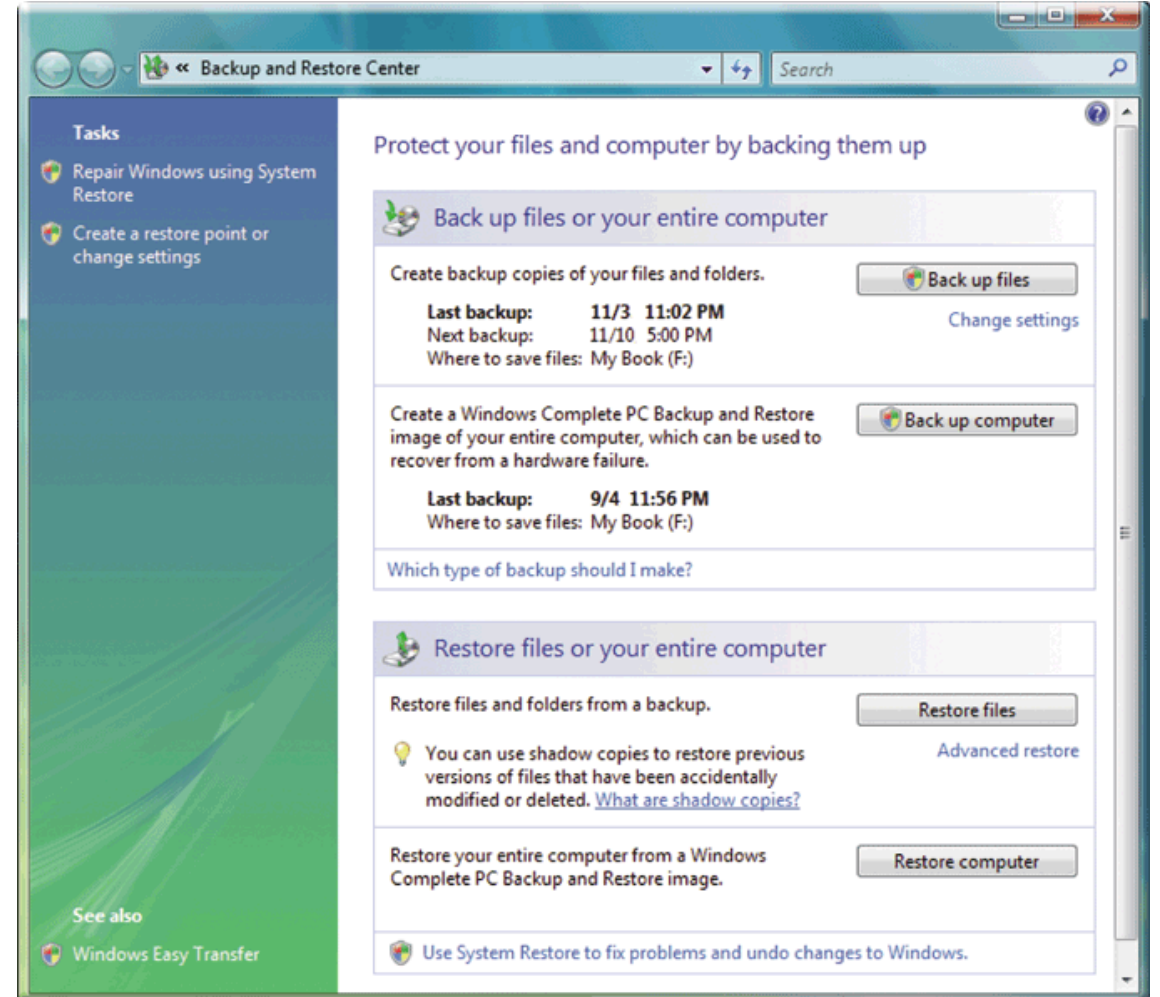 « Backup and Restore Center
Search
Tasks
Repair Windows using System
Restore
Create a restore point or
change settings
See also
Windows Easy Transfer
Protect your files and computer by backing them up
Back up files or your entire computer
Create backup copies of your files and folders.
Back up files
Last backup: 11/3 11:02 PM
Change settings
Next backup: 11/10 5:00 PM
Where to save files: My Book (F:)
Create a Windows Complete PC Backup and Restore
image of your entire computer, which can be used to
recover from a hardware failure.
Back up computer
Last backup: 9/4 11:56 PM
Where to save files: My Book (F:)
Which type of backup should I make?
Restore files or your entire computer
Restore files and folders from a backup.
Restore files
You can use shadow copies to restore previous
versions of files that have been accidentally
modified or deleted. What are shadow copies?
Advanced restore
Restore your entire computer from a Windows
Complete PC Backup and Restore image.
Restore computer
Use System Restore to fix problems and undo changes to Windows.